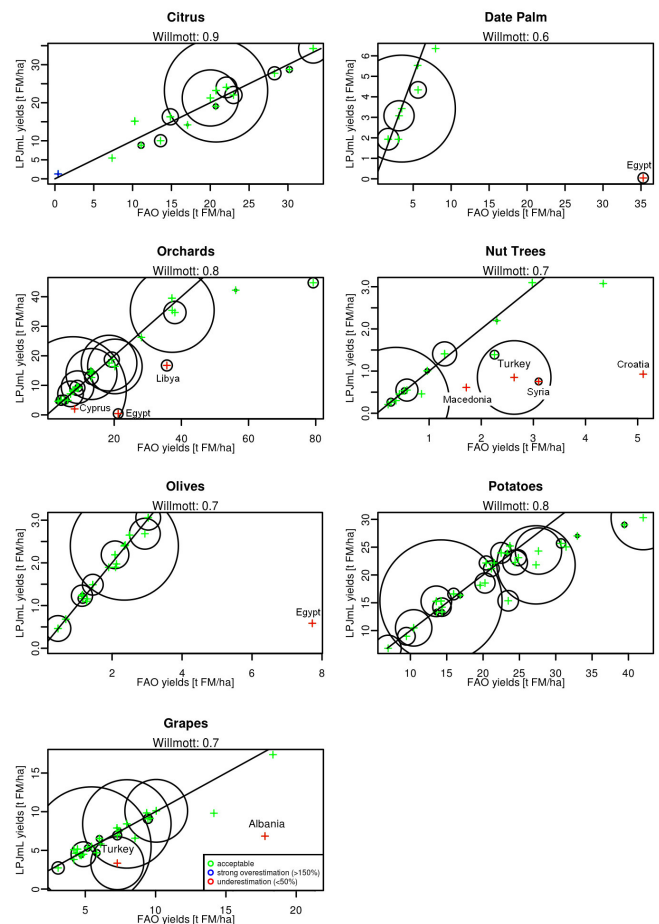 Citrus
Willmott: 0.9
LPJmL yields [t FM/ha]
0 5 10 15 20 30
0 5 10 15 20 25 30
FAO yields [t FM/ha]
Date Palm
Willmott: 0.6
LPJmL yields [t FM/ha]
0 1 2 3 4 5 6
Egypt
5 10 15 20 25 30 35
FAO yields [t FM/ha]
Orchards
Willmott: 0.8
LPJmL yields [t FM/ha]
0 10 20 30 40
Libya
Cyprus
Egypt
20 40 60 80
FAO yields [t FM/ha]
Nut Trees
Willmott: 0.7
LPJmL yields [t FM/ha]
0.0 1.0 2.0 3.0
Turkey
Croatia
Syria
Macedonia
1 2 3 4 5
FAO yields [t FM/ha]
Olives
Willmott: 0.7
LPJmL yields [t FM/ha]
0.0 1.0 2.0 3.0
Egypt
2 4 6 8
FAO yields [t FM/ha]
Potatoes
Willmott: 0.8
LPJmL yields [t FM/ha]
10 15 20 25 30
10 15 20 25 30 35 40
FAO yields [t FM/ha]
Grapes
Willmott: 0.7
LPJmL yields [t FM/ha]
0 5 10 15
Albania
Turkey
acceptable
strong overestimation (>150%)
underestimation (<50%)
5 10 15 20
FAO yields [t FM/ha]